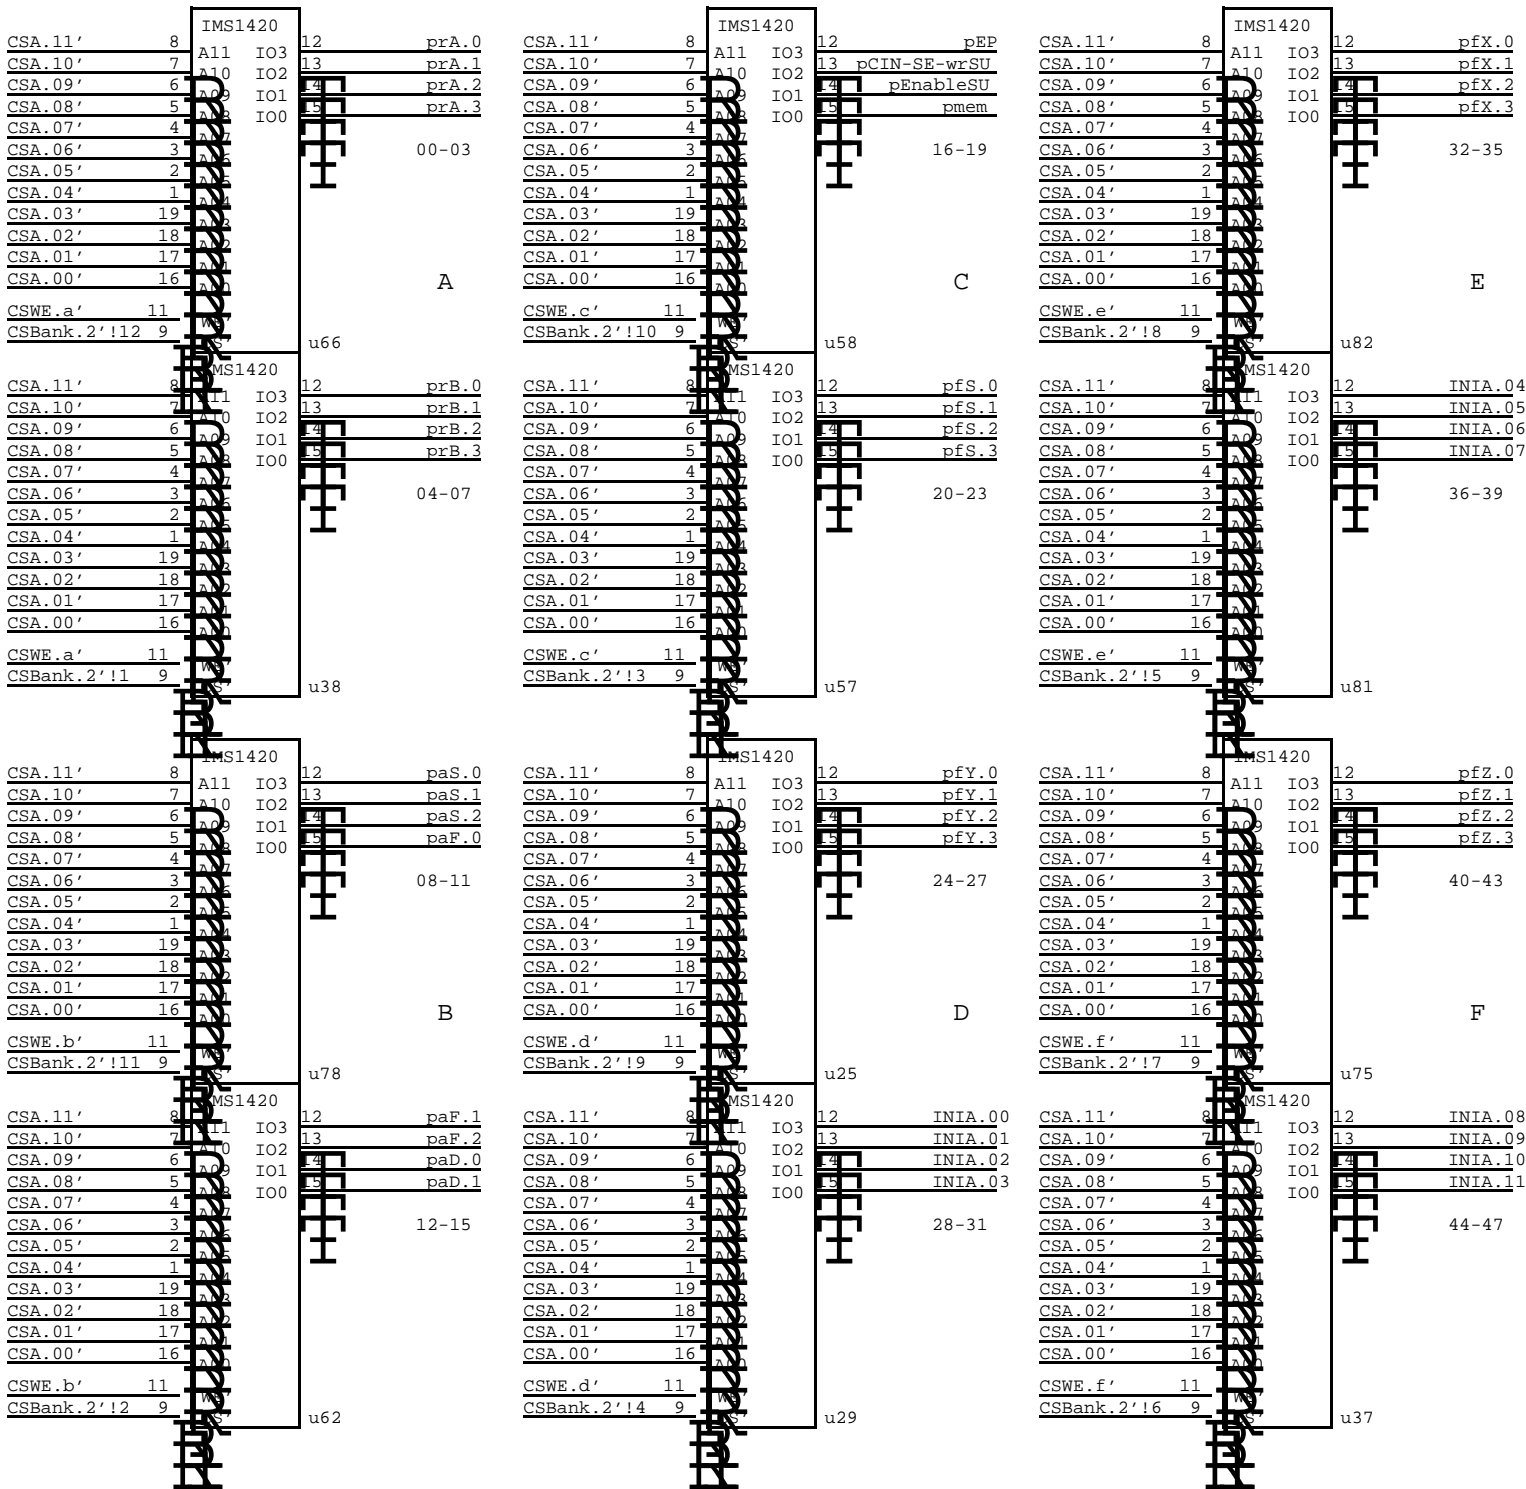 IMS1420
CSA.11' 8 A11 IO3 12 prA.0
CSA.10' 7 A10 IO2 13 prA.1
CSA.09' 6 A09 IO1 14 prA.2
CSA.08' 5 A08 IO0 15 prA.3
CSA.07' 4
CSA.06' 3 00-03
CSA.05' 2
CSA.04' 1
CSA.03' 19
CSA.02' 18
CSA.01' 17
CSA.00' 16 A
CSWE.a' 11
CSBank.2'!12 9 u66
IMS1420
CSA.11' 8 A11 IO3 12 prB.0
CSA.10' 7 A10 IO2 13 prB.1
CSA.09' 6 A09 IO1 14 prB.2
CSA.08' 5 A08 IO0 15 prB.3
CSA.07' 4
CSA.06' 3 04-07
CSA.05' 2
CSA.04' 1
CSA.03' 19
CSA.02' 18
CSA.01' 17
CSA.00' 16
CSWE.a' 11
CSBank.2'!1 9 u38
IMS1420
CSA.11' 8 A11 IO3 12 paS.0
CSA.10' 7 A10 IO2 13 paS.1
CSA.09' 6 A09 IO1 14 paS.2
CSA.08' 5 A08 IO0 15 paF.0
CSA.07' 4
CSA.06' 3 08-11
CSA.05' 2
CSA.04' 1
CSA.03' 19
CSA.02' 18
CSA.01' 17
CSA.00' 16 B
CSWE.b' 11
CSBank.2'!11 9 u78
IMS1420
CSA.11' 8 A11 IO3 12 paF.1
CSA.10' 7 A10 IO2 13 paF.2
CSA.09' 6 A09 IO1 14 paD.0
CSA.08' 5 A08 IO0 15 paD.1
CSA.07' 4
CSA.06' 3 12-15
CSA.05' 2
CSA.04' 1
CSA.03' 19
CSA.02' 18
CSA.01' 17
CSA.00' 16
CSWE.b' 11
CSBank.2'!2 9 u62
IMS1420
CSA.11' 8 A11 IO3 12 pEP
CSA.10' 7 A10 IO2 13 pCIN-SE-wrSU
CSA.09' 6 A09 IO1 14 pEnableSU
CSA.08' 5 A08 IO0 15 pmem
CSA.07' 4
CSA.06' 3 16-19
CSA.05' 2
CSA.04' 1
CSA.03' 19
CSA.02' 18
CSA.01' 17
CSA.00' 16 C
CSWE.c' 11
CSBank.2'!10 9 u58
IMS1420
CSA.11' 8 A11 IO3 12 pfS.0
CSA.10' 7 A10 IO2 13 pfS.1
CSA.09' 6 A09 IO1 14 pfS.2
CSA.08' 5 A08 IO0 15 pfS.3
CSA.07' 4
CSA.06' 3 20-23
CSA.05' 2
CSA.04' 1
CSA.03' 19
CSA.02' 18
CSA.01' 17
CSA.00' 16
CSWE.c' 11
CSBank.2'!3 9 u57
IMS1420
CSA.11' 8 A11 IO3 12 pfY.0
CSA.10' 7 A10 IO2 13 pfY.1
CSA.09' 6 A09 IO1 14 pfY.2
CSA.08' 5 A08 IO0 15 pfY.3
CSA.07' 4
CSA.06' 3 24-27
CSA.05' 2
CSA.04' 1
CSA.03' 19
CSA.02' 18
CSA.01' 17
CSA.00' 16 D
CSWE.d' 11
CSBank.2'!9 9 u25
IMS1420
CSA.11' 8 A11 IO3 12 INIA.00
CSA.10' 7 A10 IO2 13 INIA.01
CSA.09' 6 A09 IO1 14 INIA.02
CSA.08' 5 A08 IO0 15 INIA.03
CSA.07' 4
CSA.06' 3 28-31
CSA.05' 2
CSA.04' 1
CSA.03' 19
CSA.02' 18
CSA.01' 17
CSA.00' 16
CSWE.d' 11
CSBank.2'!4 9 u29
IMS1420
CSA.11' 8 A11 IO3 12 pfX.0
CSA.10' 7 A10 IO2 13 pfX.1
CSA.09' 6 A09 IO1 14 pfX.2
CSA.08' 5 A08 IO0 15 pfX.3
CSA.07' 4
CSA.06' 3 32-35
CSA.05' 2
CSA.04' 1
CSA.03' 19
CSA.02' 18
CSA.01' 17
CSA.00' 16 E
CSWE.e' 11
CSBank.2'!8 9 u82
IMS1420
CSA.11' 8 A11 IO3 12 INIA.04
CSA.10' 7 A10 IO2 13 INIA.05
CSA.09' 6 A09 IO1 14 INIA.06
CSA.08' 5 A08 IO0 15 INIA.07
CSA.07' 4
CSA.06' 3 36-39
CSA.05' 2
CSA.04' 1
CSA.03' 19
CSA.02' 18
CSA.01' 17
CSA.00' 16
CSWE.e' 11
CSBank.2'!5 9 u81
IMS1420
CSA.11' 8 A11 IO3 12 pfZ.0
CSA.10' 7 A10 IO2 13 pfZ.1
CSA.09' 6 A09 IO1 14 pfZ.2
CSA.08' 5 A08 IO0 15 pfZ.3
CSA.07' 4
CSA.06' 3 40-43
CSA.05' 2
CSA.04' 1
CSA.03' 19
CSA.02' 18
CSA.01' 17
CSA.00' 16 F
CSWE.f' 11
CSBank.2'!7 9 u75
IMS1420
CSA.11' 8 A11 IO3 12 INIA.08
CSA.10' 7 A10 IO2 13 INIA.09
CSA.09' 6 A09 IO1 14 INIA.10
CSA.08' 5 A08 IO0 15 INIA.11
CSA.07' 4
CSA.06' 3 44-47
CSA.05' 2
CSA.04' 1
CSA.03' 19
CSA.02' 18
CSA.01' 17
CSA.00' 16
CSWE.f' 11
CSBank.2'!6 9 u37